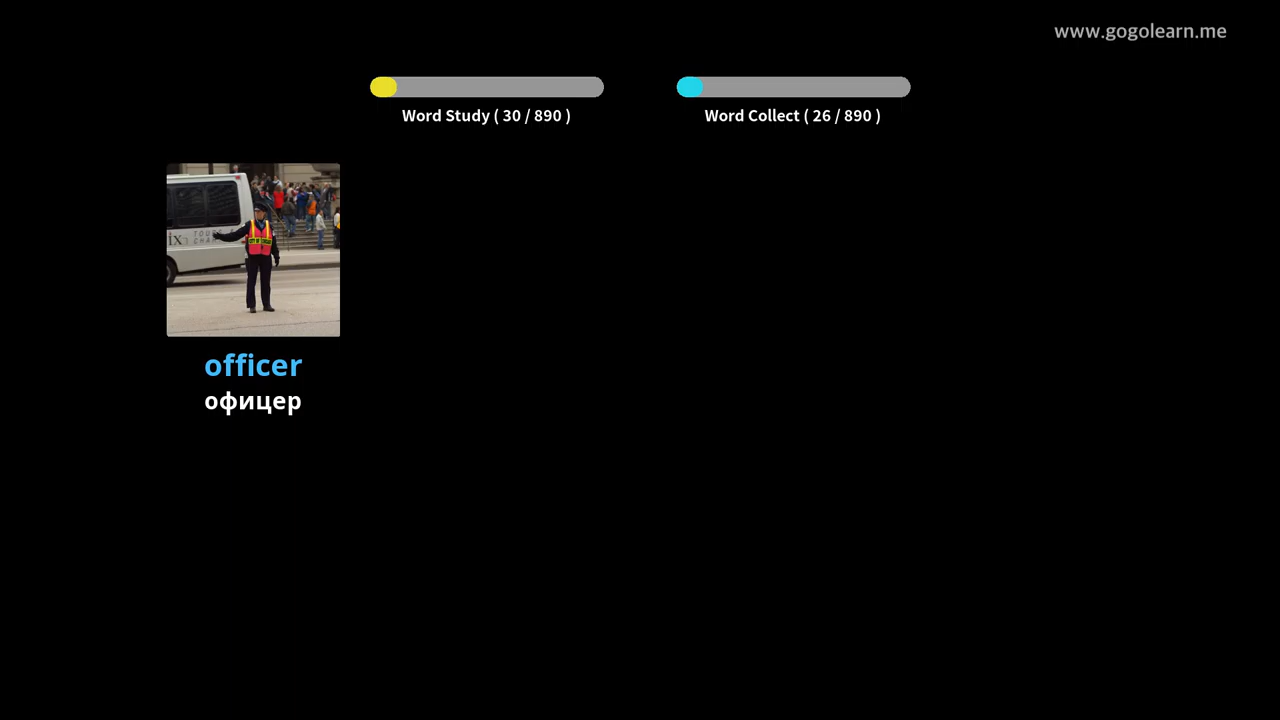 www.gogolearn.me
Word Study ( 30 / 890 )
Word Collect ( 26 / 890 )
officer
офицер